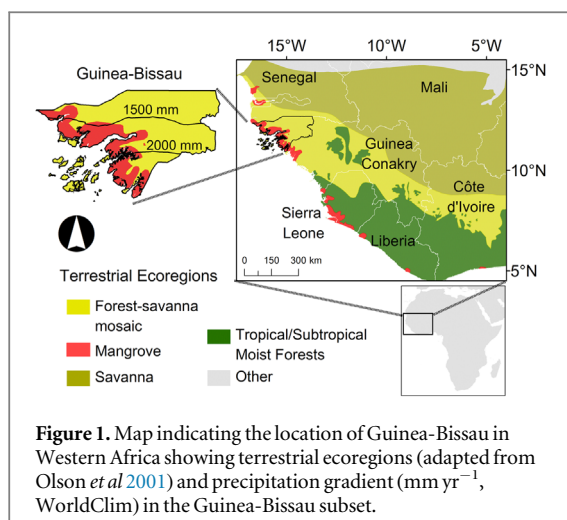 15°W
10°W
5°W
Guinea-Bissau
Senegal
Mali
15°N
1500 mm
2000 mm
Guinea
Conakry
10°N
Côte
d'Ivoire
Sierra
Leone
Liberia
0 150 300 km
5°N
Terrestrial Ecoregions
Forest-savanna
mosaic
Mangrove
Savanna
Tropical/Subtropical
Moist Forests
Other
Figure 1. Map indicating the location of Guinea-Bissau in
Western Africa showing terrestrial ecoregions (adapted from
Olson et al 2001) and precipitation gradient (mm yr⁻¹,
WorldClim) in the Guinea-Bissau subset.